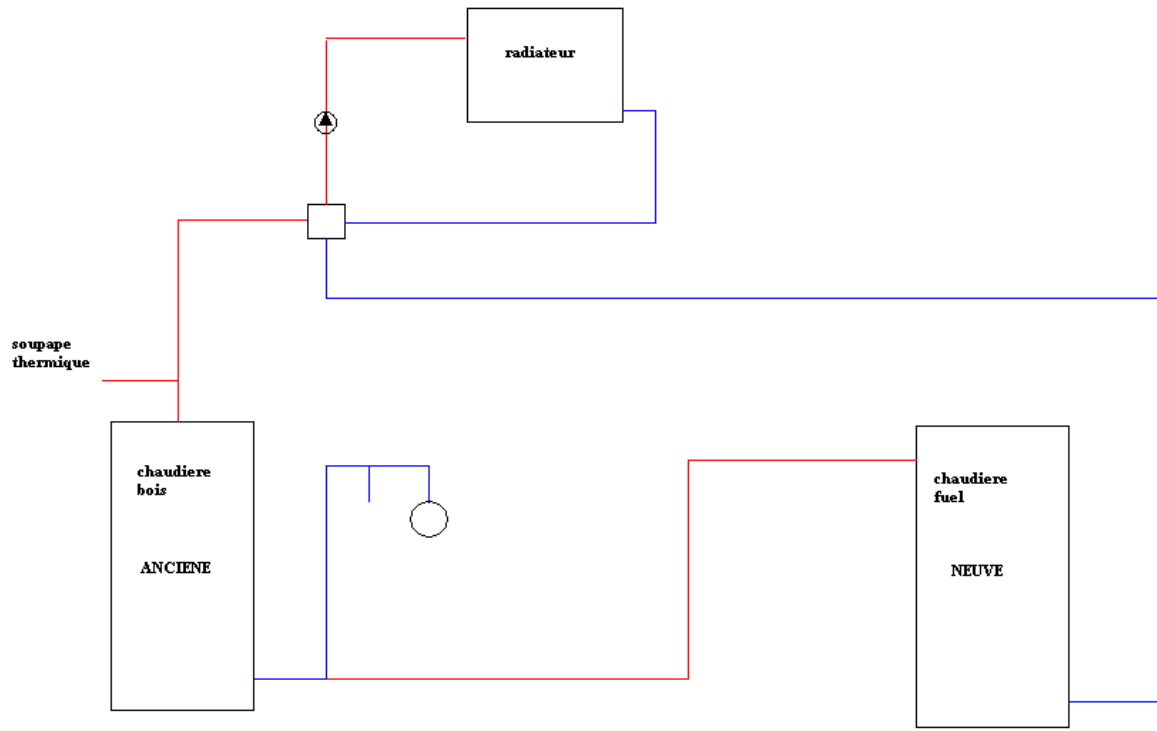 radiateur
soupape
thermique
chaudiere
bois
ANCIENE
chaudiere
fuel
NEUVE